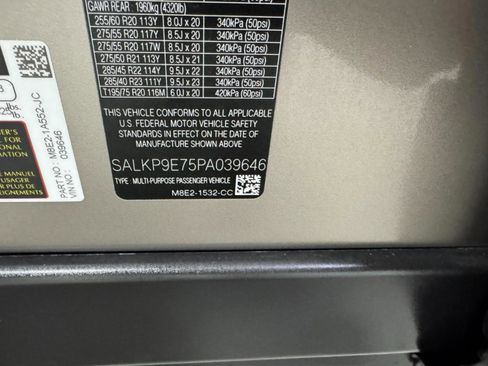 GAWR REAR 1960kg (4320lb)
255/60 R20 113Y 8.0J x 20 340kPa (50psi)
275/55 R20 117Y 8.5J x 20 340kPa (50psi)
275/55 R20 117W 8.5J x 20 340kPa (50psi)
275/50 R21 113Y 8.5J x 21 340kPa (50psi)
285/45 R22 114Y 9.5J x 22 340kPa (50psi)
285/40 R23 111Y 9.5J x 23 340kPa (50psi)
T195/75 R20 116M 6.0J x 20 420kPa (60psi)
THIS VEHICLE CONFORMS TO ALL APPLICABLE
U.S. FEDERAL MOTOR VEHICLE SAFETY
STANDARDS IN EFFECT ON THE DATE OF
MANUFACTURE SHOWN ABOVE
SALKP9E75PA039646
TYPE : MULTI-PURPOSE PASSENGER VEHICLE
M8E2-1532-CC
PART NO : M8E2-1A552-JC
VIN NO : 039646
lbs.
lb.
FOR
MANUEL